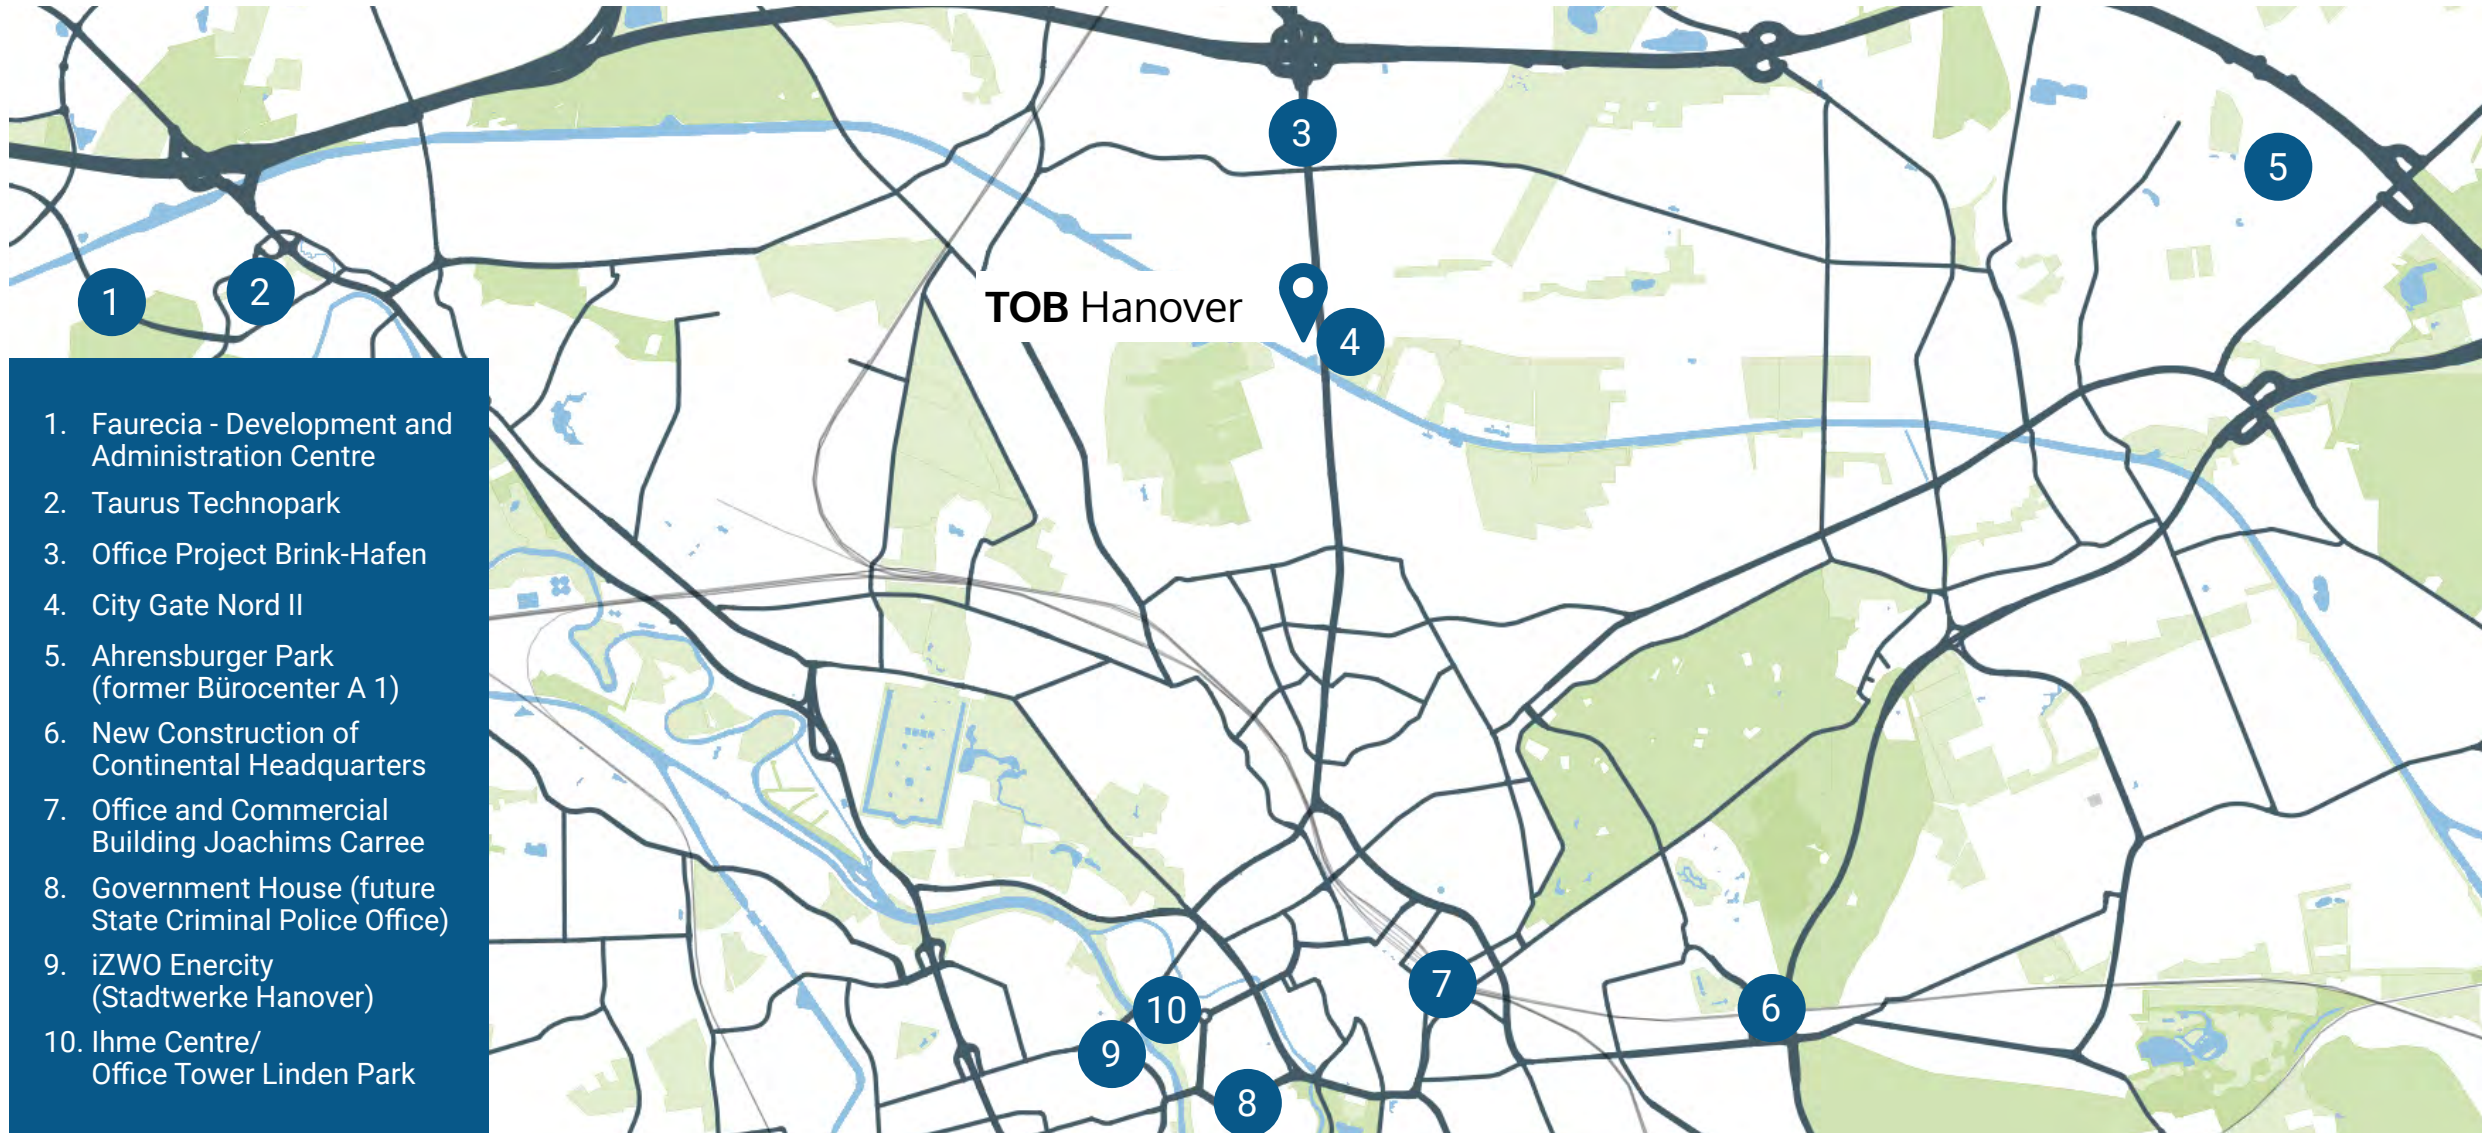 3
5
1
2
TOB Hanover
4
1. Faurecia - Development and
Administration Centre
2. Taurus Technopark
3. Office Project Brink-Hafen
4. City Gate Nord II
5. Ahrensburger Park
(former Bürocenter A 1)
6. New Construction of
Continental Headquarters
7. Office and Commercial
Building Joachims Carree
8. Government House (future
State Criminal Police Office)
9. iZWO Enercity
(Stadtwerke Hanover)
10. Ihme Centre/
Office Tower Linden Park
7
10
6
9
8